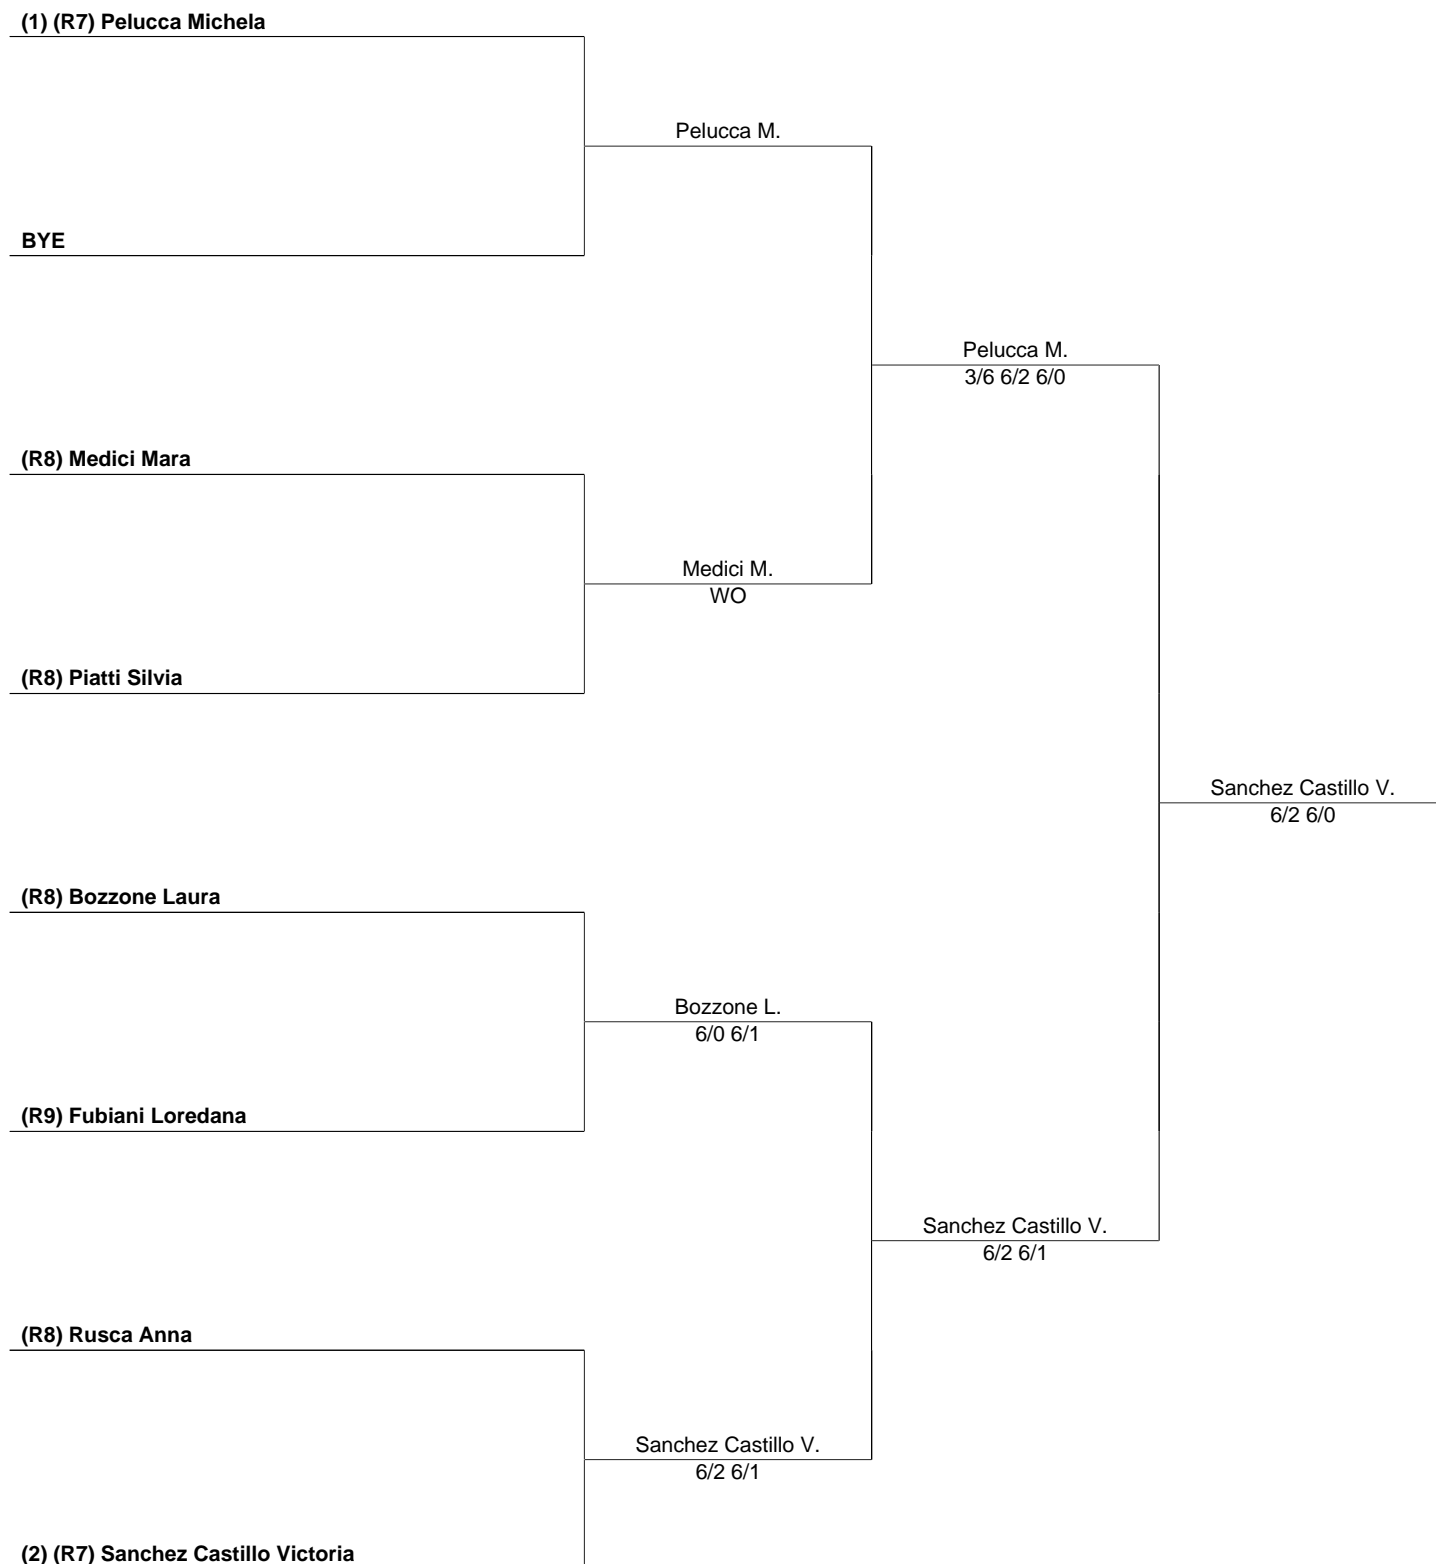 (1) (R7) Pelucca Michela
Pelucca M.
BYE
Pelucca M.
3/6 6/2 6/0
(R8) Medici Mara
Medici M.
WO
(R8) Piatti Silvia
Sanchez Castillo V.
6/2 6/0
(R8) Bozzone Laura
Bozzone L.
6/0 6/1
(R9) Fubiani Loredana
Sanchez Castillo V.
6/2 6/1
(R8) Rusca Anna
Sanchez Castillo V.
6/2 6/1
(2) (R7) Sanchez Castillo Victoria